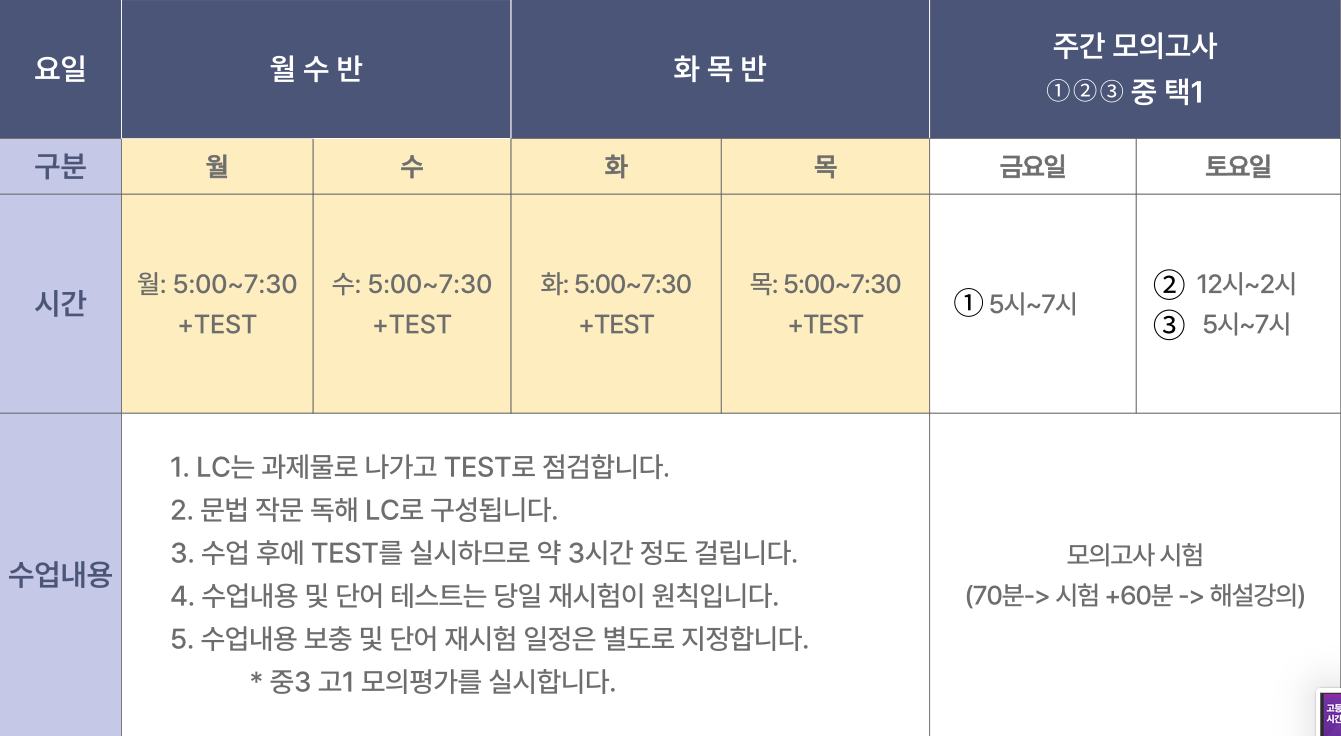 요일
월 수 반
화 목 반
주간 모의고사
①②③ 중 택1
구분
월
수
화
목
금요일
토요일
시간
월: 5:00~7:30
+TEST
수: 5:00~7:30
+TEST
화: 5:00~7:30
+TEST
목: 5:00~7:30
+TEST
① 5시~7시
② 12시~2시
③ 5시~7시
수업내용
1. LC는 과제물로 나가고 TEST로 점검합니다.
2. 문법 작문 독해 LC로 구성됩니다.
3. 수업 후에 TEST를 실시하므로 약 3시간 정도 걸립니다.
4. 수업내용 및 단어 테스트는 당일 재시험이 원칙입니다.
5. 수업내용 보충 및 단어 재시험 일정은 별도로 지정합니다.
* 중3 고1 모의평가를 실시합니다.
모의고사 시험
(70분-> 시험 +60분 -> 해설강의)
고등
시간